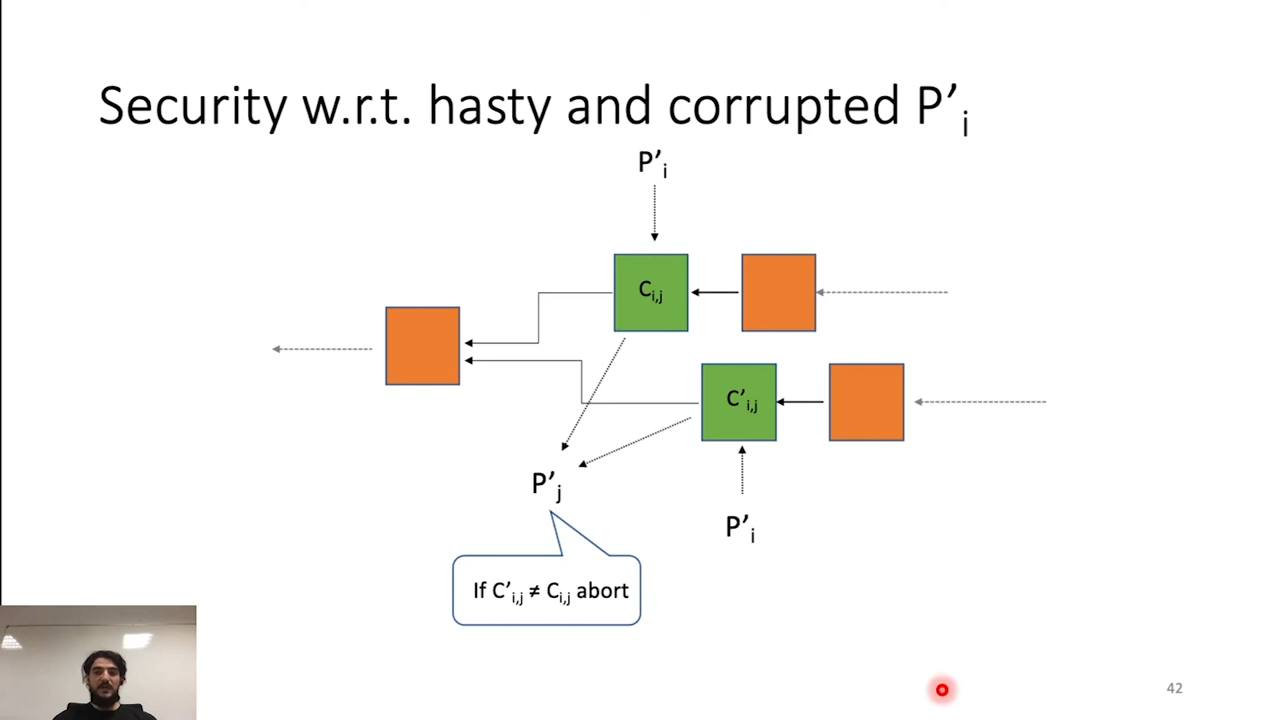 Security w.r.t. hasty and corrupted P’i
P’i
Ci,j
C’i,j
P’j
P’i
If C’i,j ≠ Ci,j abort
42